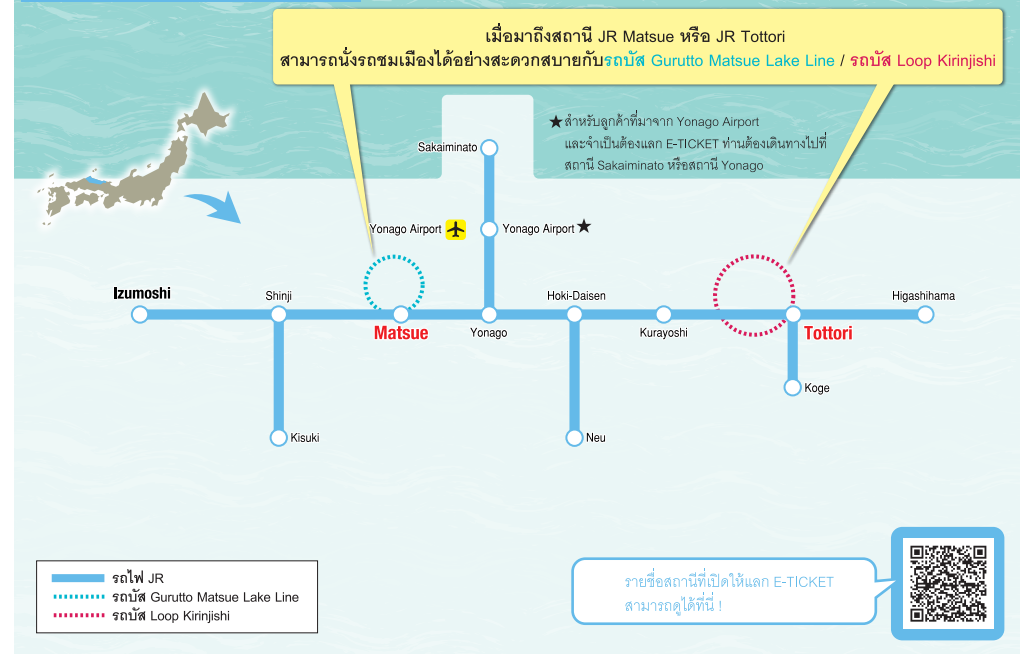 เมื่อมาถึงสถานี JR Matsue หรือ JR Tottori
สามารถนั่งรถชมเมืองได้อย่างสะดวกสบายกับรถบัส Gurutto Matsue Lake Line / รถบัส Loop Kirinjishi
★สำหรับลูกค้าที่มาจาก Yonago Airport
และจำเป็นต้องแลก E-TICKET ท่านต้องเดินทางไปที่
สถานี Sakaiminato หรือสถานี Yonago
Sakaiminato
Yonago Airport
Yonago Airport★
Izumoshi
Shinji
Matsue
Yonago
Hoki-Daisen
Kurayoshi
Tottori
Higashihama
Koge
Kisuki
Neu
รถไฟ JR
รถบัส Gurutto Matsue Lake Line
รถบัส Loop Kirinjishi
รายชื่อสถานีที่เปิดให้แลก E-TICKET
สามารถดูได้ที่นี่ !